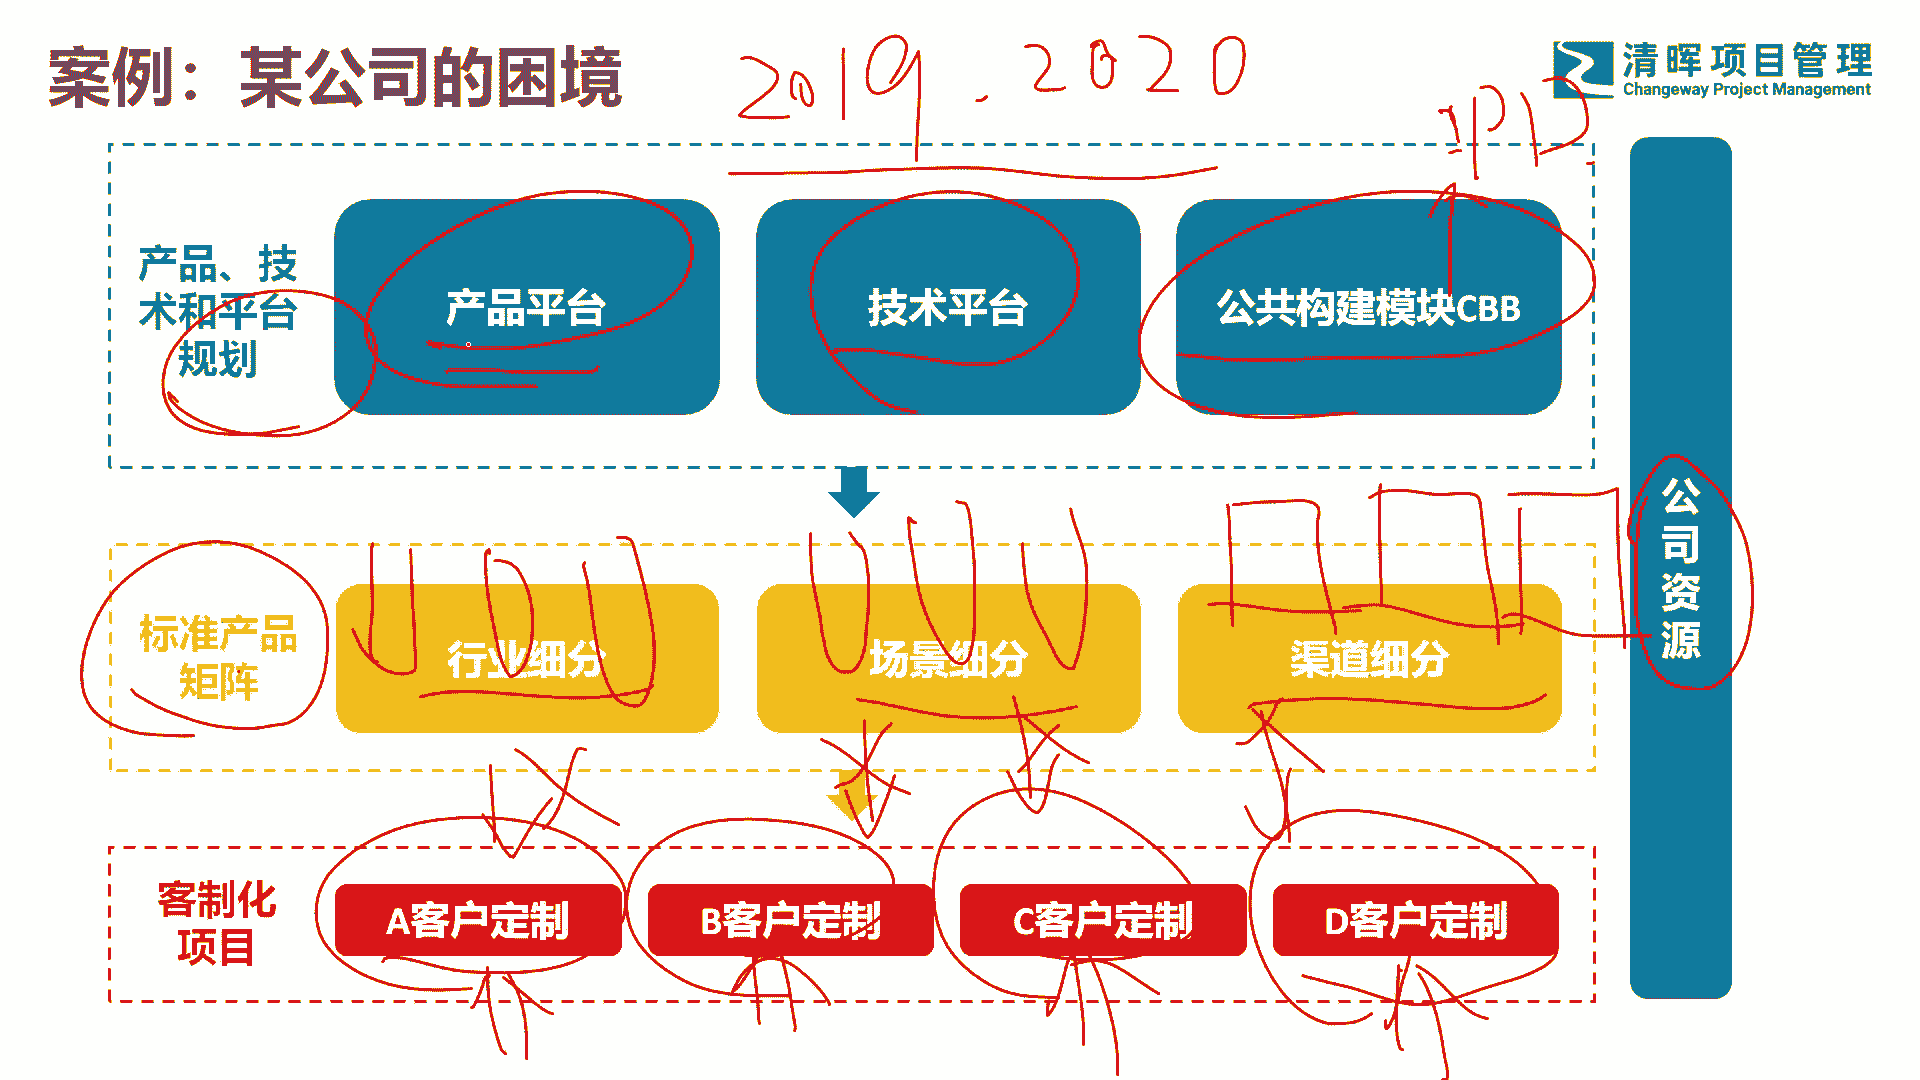 案例：某公司的困境
2019.2020
清晖项目管理
Changeway Project Management
IPD
产品、技
术和平台
规划
产品平台
技术平台
公共构建模块CBB
公司资源
标准产品
矩阵
行业细分
场景细分
渠道细分
客制化
项目
A客户定制
B客户定制
C客户定制
D客户定制